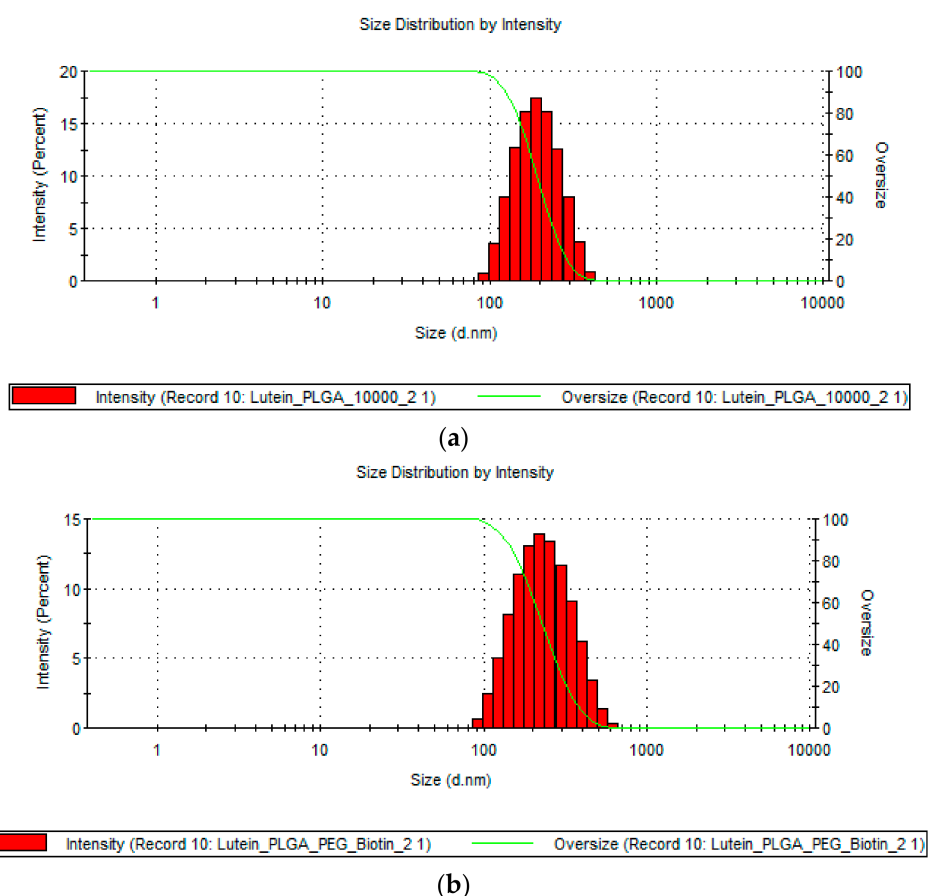 Size Distribution by Intensity
20
15
10
5
0
Intensity (Percent)
100
80
60
40
20
0
Oversize
1 10 100 1000 10000
Size (d.nm)
Intensity (Record 10: Lutein_PLGA_10000_2 1) Oversize (Record 10: Lutein_PLGA_10000_2 1)
(a)
Size Distribution by Intensity
15
10
5
0
Intensity (Percent)
100
80
60
40
20
0
Oversize
1 10 100 1000 10000
Size (d.nm)
Intensity (Record 10: Lutein_PLGA_PEG_Biotin_2 1) Oversize (Record 10: Lutein_PLGA_PEG_Biotin_2 1)
(b)